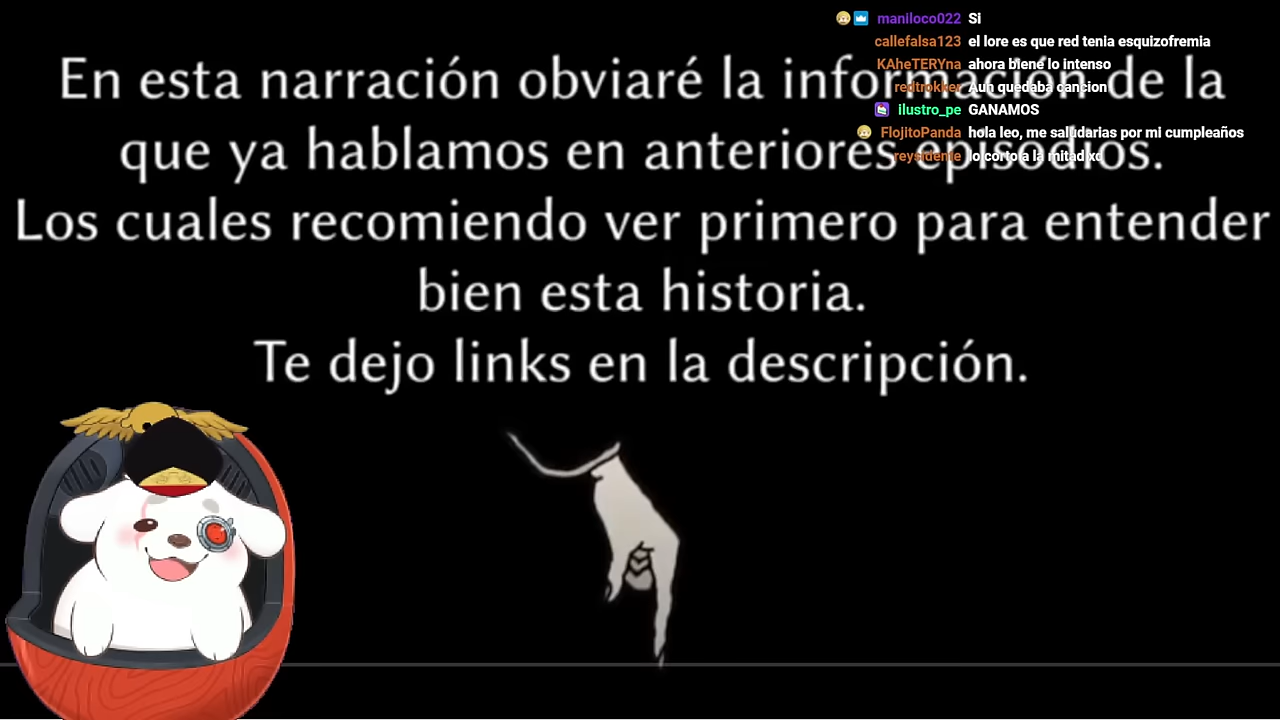 maniloco022 Si
callefalsa123 el lore es que red tenia esquizofremia
KAheTERYna ahora biene lo intenso
redtrokker Aun quedaba cancion
ilustro_pe GANAMOS
FlojitoPanda hola leo, me saludarias por mi cumpleaños
reysidente lo corto a la mitad xd
En esta narración obviaré la información de la
que ya hablamos en anteriores episodios.
Los cuales recomiendo ver primero para entender
bien esta historia.
Te dejo links en la descripción.